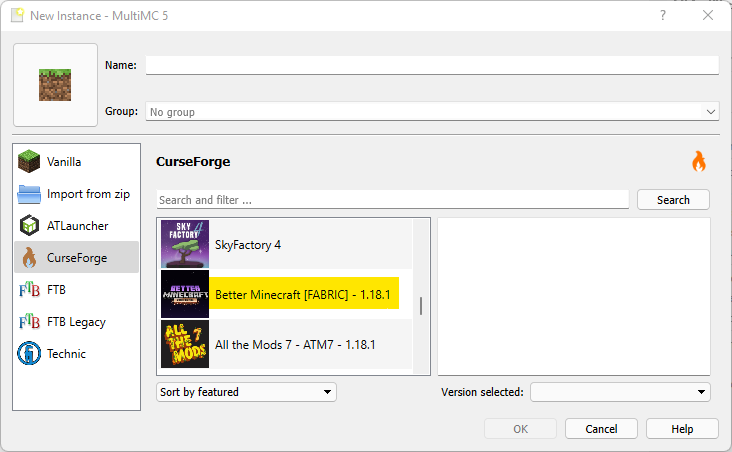 New Instance - MultiMC 5
Name:
Group: No group
Vanilla
Import from zip
ATLauncher
CurseForge
FTB
FTB Legacy
Technic
CurseForge
Search and filter ...
Search
SKY FACTORY 4
SkyFactory 4
BETTER MINECRAFT
Better Minecraft [FABRIC] - 1.18.1
ALL THE MODS 7
All the Mods 7 - ATM7 - 1.18.1
Sort by featured
Version selected:
OK
Cancel
Help